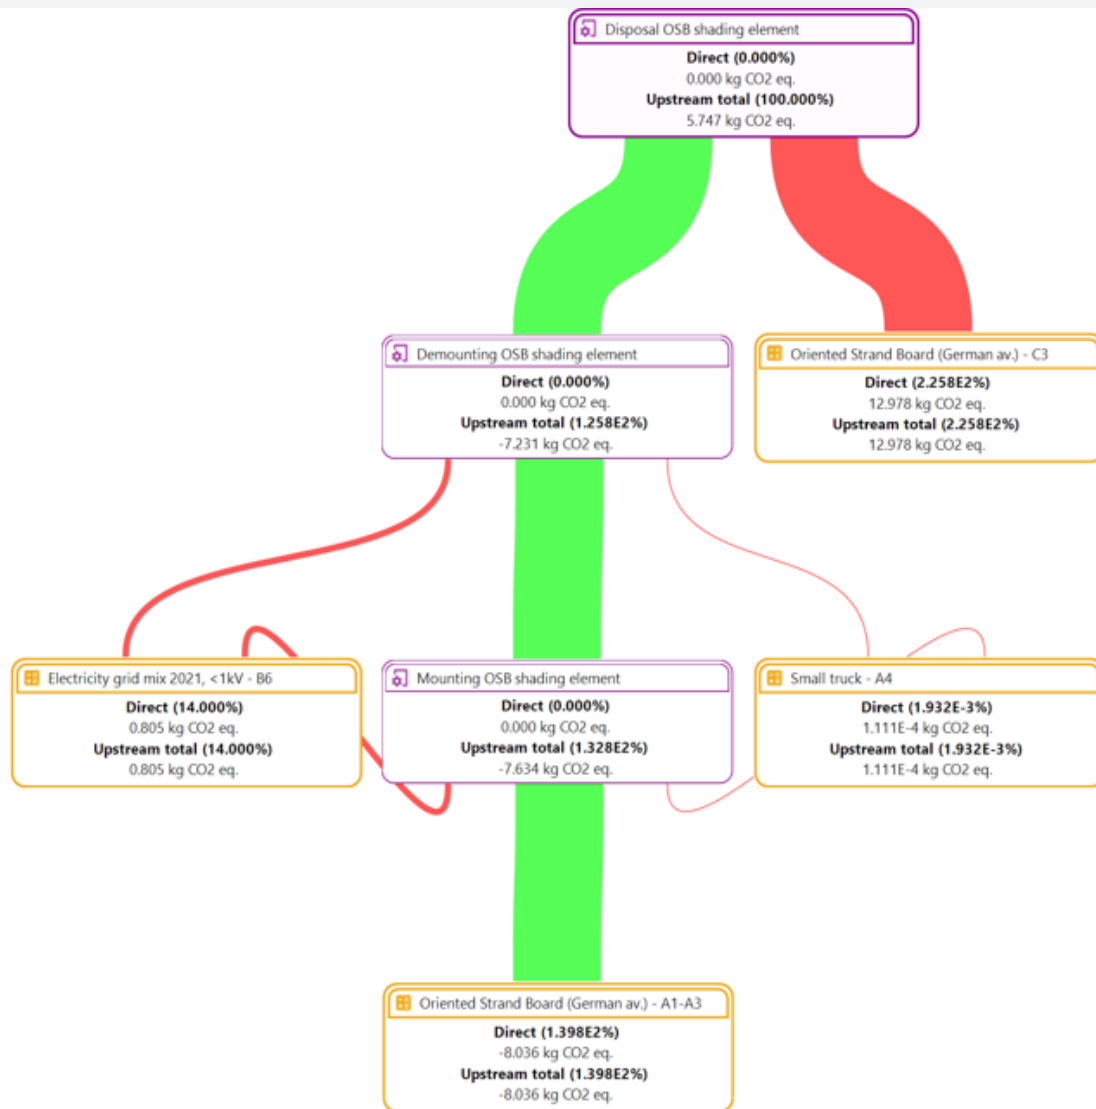 Disposal OSB shading element
Direct (0.000%)
0.000 kg CO2 eq.
Upstream total (100.000%)
5.747 kg CO2 eq.
Demounting OSB shading element
Direct (0.000%)
0.000 kg CO2 eq.
Upstream total (1.258E2%)
-7.231 kg CO2 eq.
Oriented Strand Board (German av.) - C3
Direct (2.258E2%)
12.978 kg CO2 eq.
Upstream total (2.258E2%)
12.978 kg CO2 eq.
Electricity grid mix 2021, <1kV - B6
Direct (14.000%)
0.805 kg CO2 eq.
Upstream total (14.000%)
0.805 kg CO2 eq.
Mounting OSB shading element
Direct (0.000%)
0.000 kg CO2 eq.
Upstream total (1.328E2%)
-7.634 kg CO2 eq.
Small truck - A4
Direct (1.932E-3%)
1.111E-4 kg CO2 eq.
Upstream total (1.932E-3%)
1.111E-4 kg CO2 eq.
Oriented Strand Board (German av.) - A1-A3
Direct (1.398E2%)
-8.036 kg CO2 eq.
Upstream total (1.398E2%)
-8.036 kg CO2 eq.